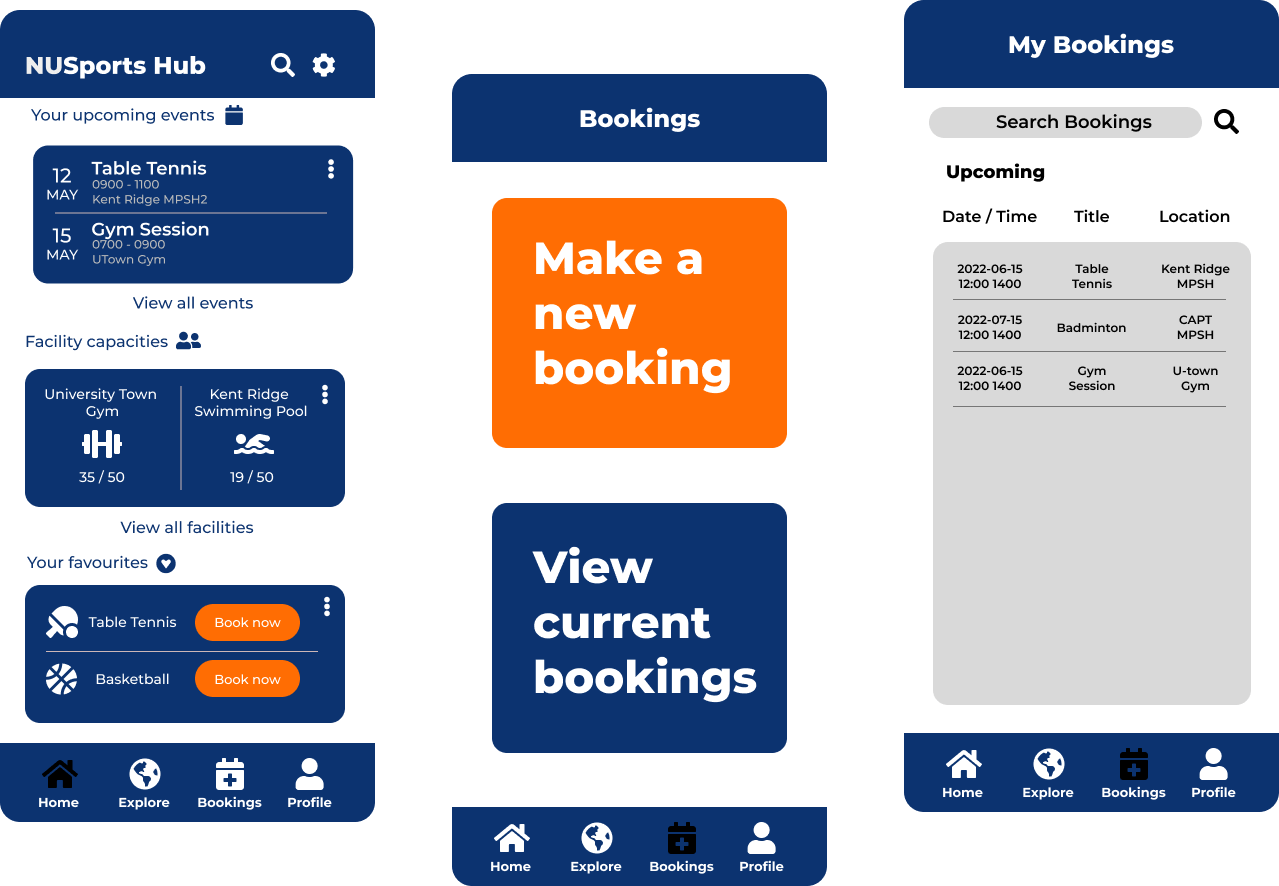 NUSports Hub
Your upcoming events
12
MAY
Table Tennis
0900 - 1100
Kent Ridge MPSH2
15
MAY
Gym Session
0700 - 0900
UTown Gym
View all events
Facility capacities
University Town
Gym
35 / 50
Kent Ridge
Swimming Pool
19 / 50
View all facilities
Your favourites
Table Tennis
Book now
Basketball
Book now
Home
Explore
Bookings
Profile
Bookings
Make a
new
booking
View
current
bookings
Home
Explore
Bookings
Profile
My Bookings
Search Bookings
Upcoming
Date / Time
Title
Location
2022-06-15
12:00 1400
Table
Tennis
Kent Ridge
MPSH
2022-07-15
12:00 1400
Badminton
CAPT
MPSH
2022-06-15
12:00 1400
Gym
Session
U-town
Gym
Home
Explore
Bookings
Profile